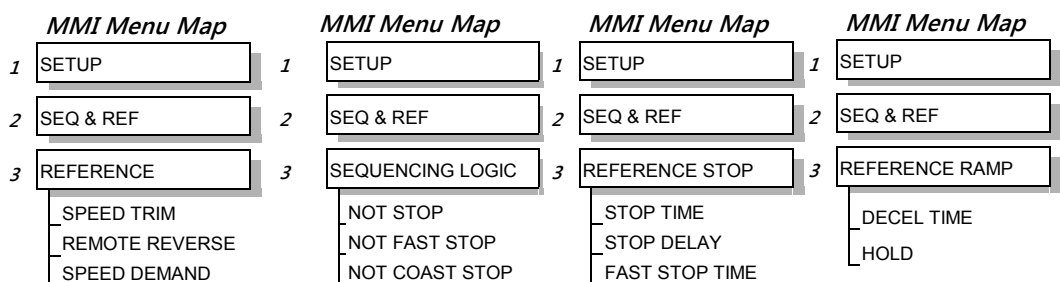 MMI Menu Map
1 SETUP
2 SEQ & REF
3 REFERENCE
SPEED TRIM
REMOTE REVERSE
SPEED DEMAND
MMI Menu Map
1 SETUP
2 SEQ & REF
3 SEQUENCING LOGIC
NOT STOP
NOT FAST STOP
NOT COAST STOP
MMI Menu Map
1 SETUP
2 SEQ & REF
3 REFERENCE STOP
STOP TIME
STOP DELAY
FAST STOP TIME
MMI Menu Map
1 SETUP
2 SEQ & REF
3 REFERENCE RAMP
DECEL TIME
HOLD